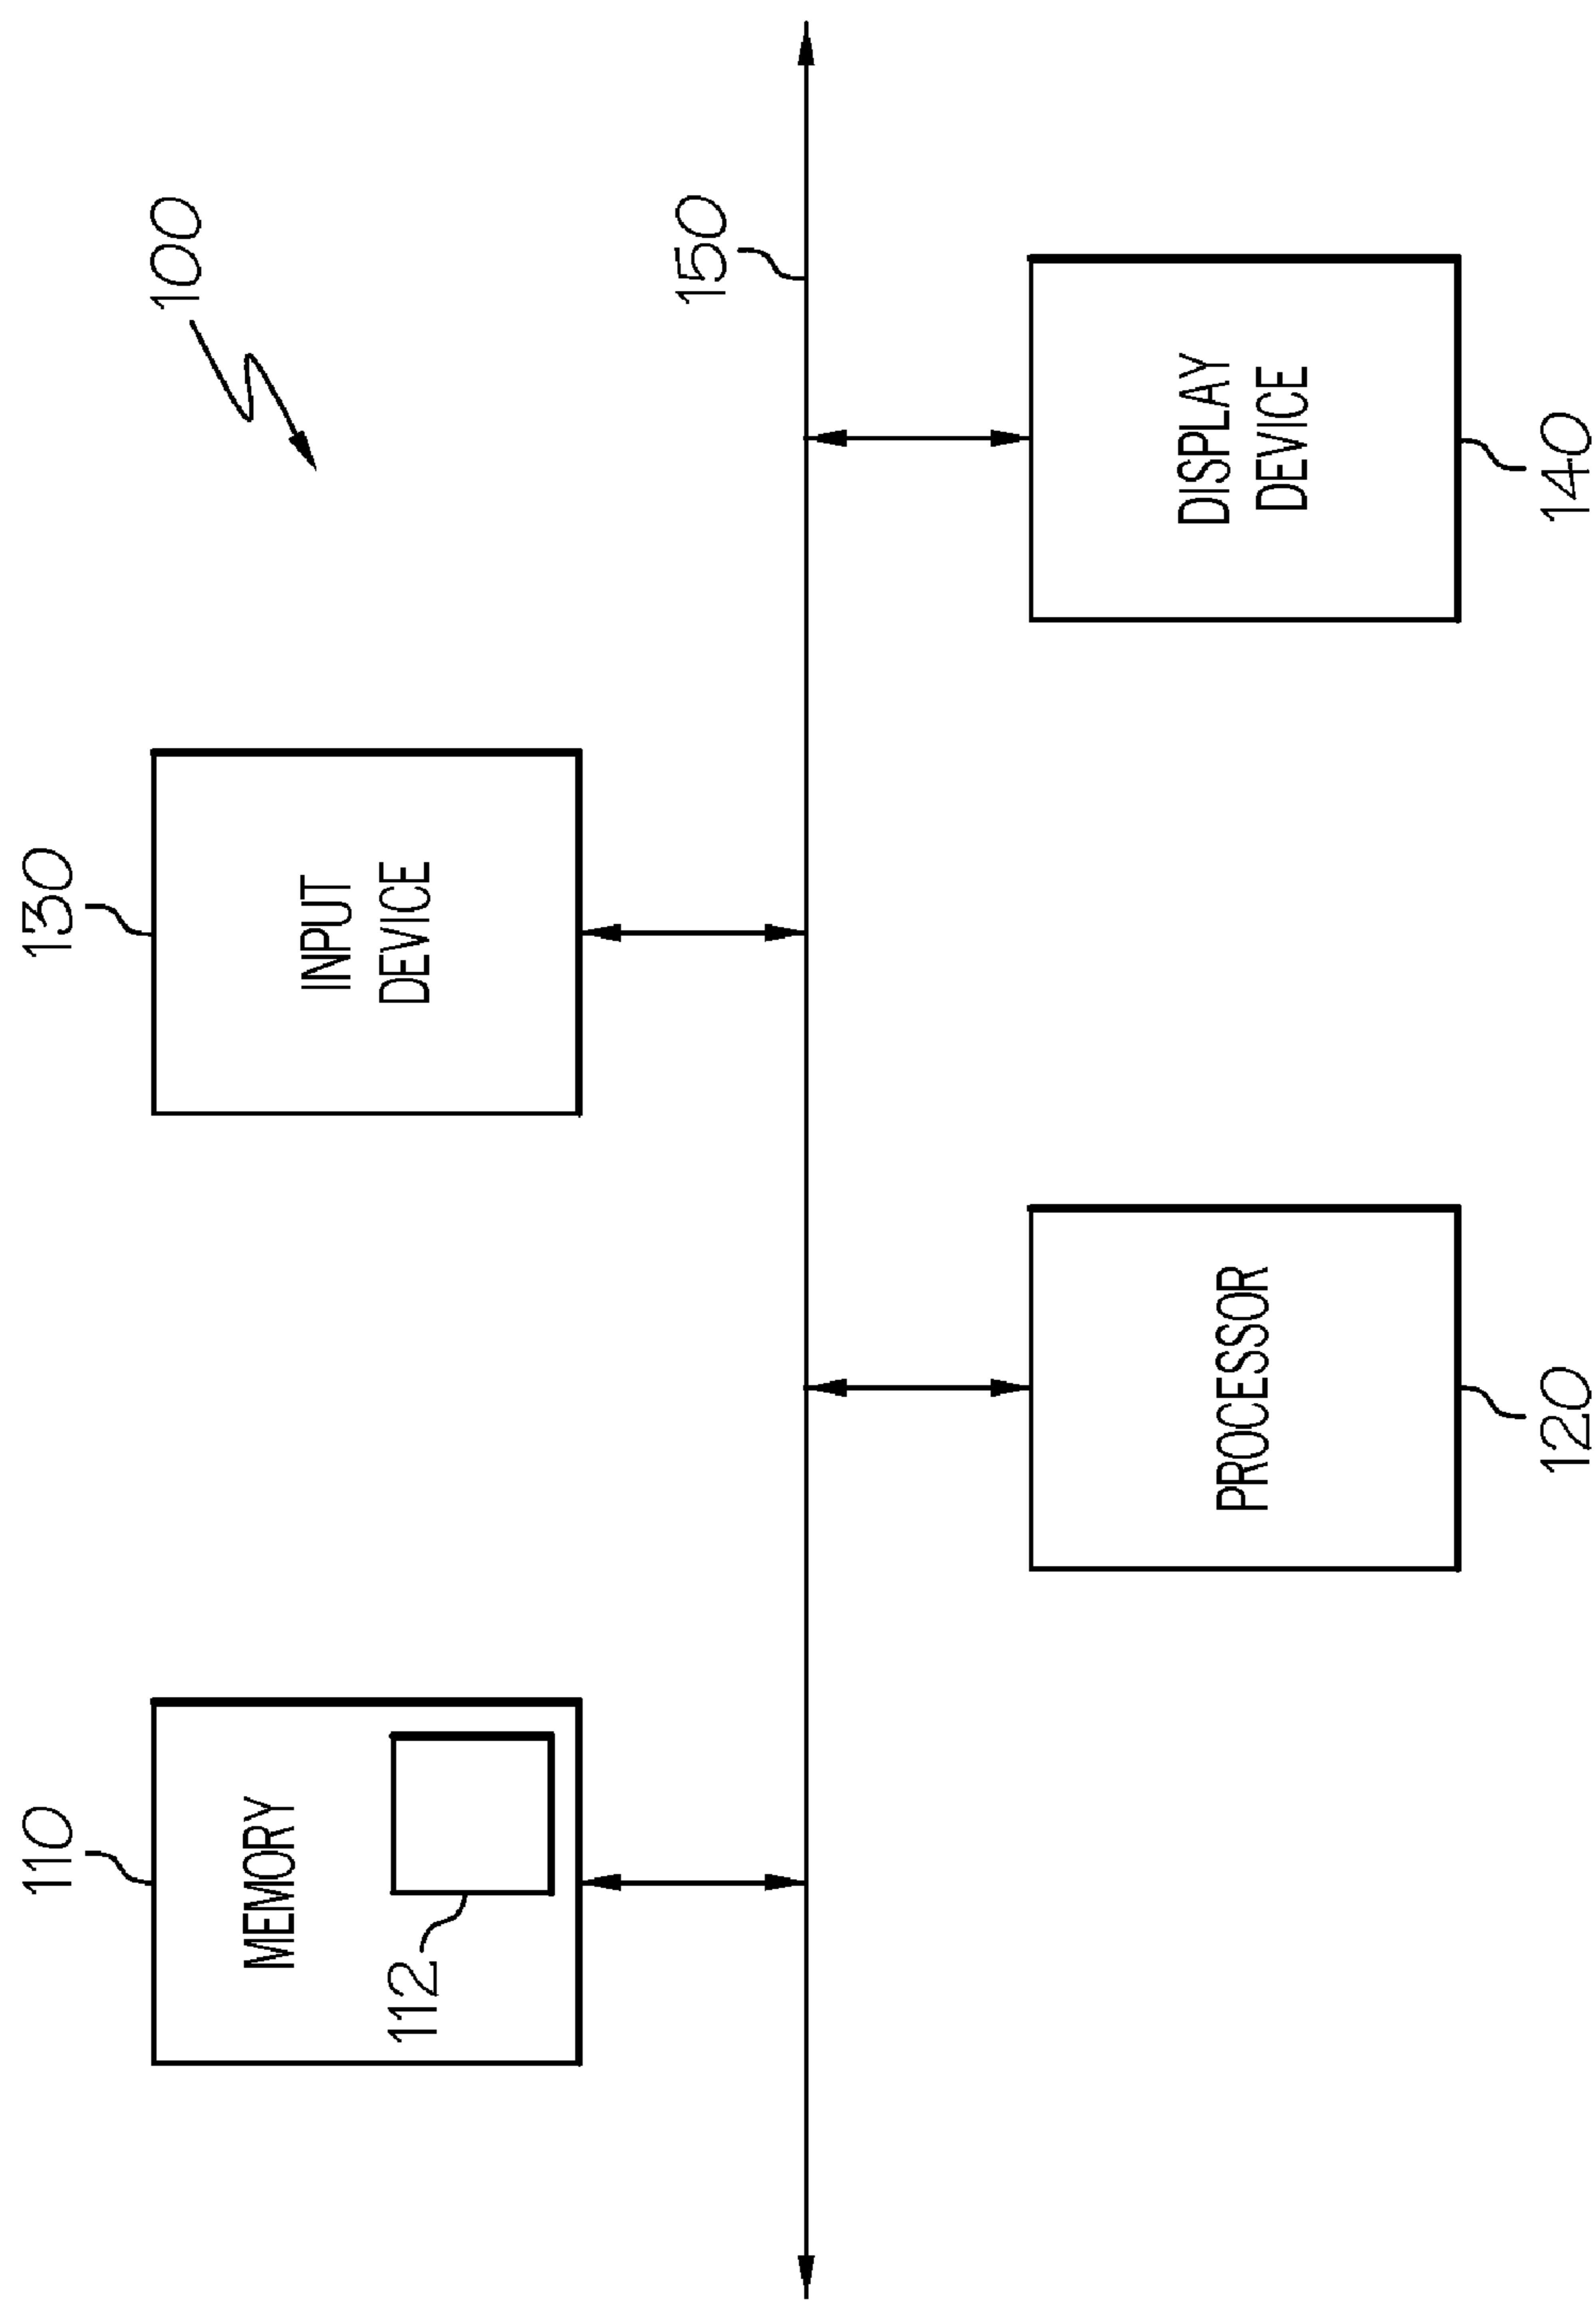 100
110
MEMORY
112
130
INPUT
DEVICE
150
PROCESSOR
120
DISPLAY
DEVICE
140